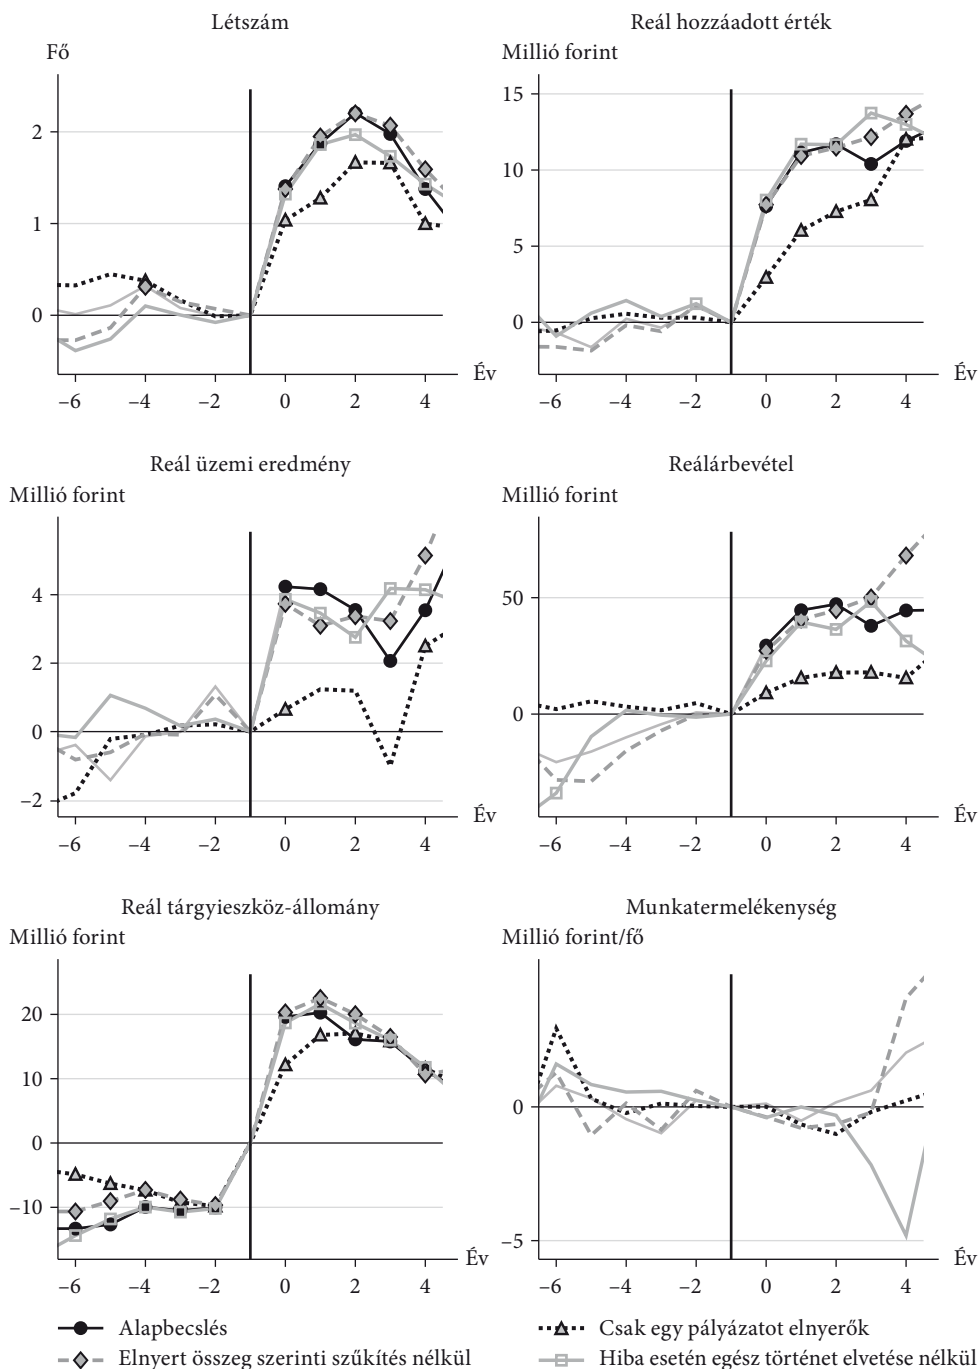 Létszám
Fő
2
1
0
Év
–6 –4 –2 0 2 4
Reál hozzáadott érték
Millió forint
15
10
5
0
Év
–6 –4 –2 0 2 4
Reál üzemi eredmény
Millió forint
4
2
0
–2
Év
–6 –4 –2 0 2 4
Reálárbevétel
Millió forint
50
0
Év
–6 –4 –2 0 2 4
Reál tárgyieszköz-állomány
Millió forint
20
10
0
–10
Év
–6 –4 –2 0 2 4
Munkatermelékenység
Millió forint/fő
0
–5
Év
–6 –4 –2 0 2 4
Alapbecslés
Csak egy pályázatot elnyerők
Elnyert összeg szerinti szűkítés nélkül
Hiba esetén egész történet elvetése nélkül